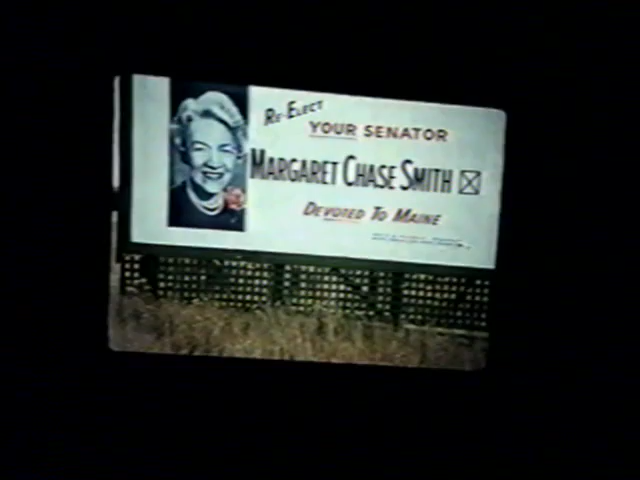 Re-Elect
YOUR SENATOR
MARGARET CHASE SMITH
DEVOTED TO MAINE